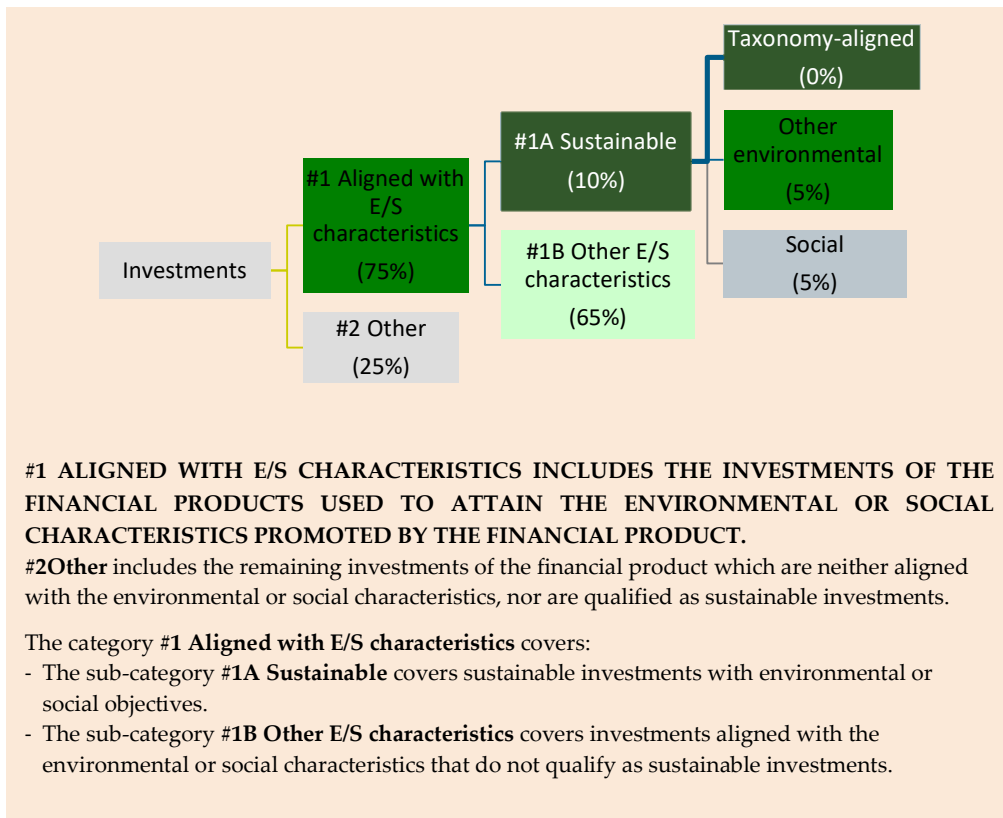 Taxonomy-aligned
(0%)
#1A Sustainable
(10%)
Other
environmental
(5%)
#1 Aligned with
E/S
characteristics
(75%)
Investments
#1B Other E/S
characteristics
(65%)
Social
(5%)
#2 Other
(25%)
#1 ALIGNED WITH E/S CHARACTERISTICS INCLUDES THE INVESTMENTS OF THE
FINANCIAL PRODUCTS USED TO ATTAIN THE ENVIRONMENTAL OR SOCIAL
CHARACTERISTICS PROMOTED BY THE FINANCIAL PRODUCT.
#2Other includes the remaining investments of the financial product which are neither aligned
with the environmental or social characteristics, nor are qualified as sustainable investments.
The category #1 Aligned with E/S characteristics covers:
- The sub-category #1A Sustainable covers sustainable investments with environmental or
social objectives.
- The sub-category #1B Other E/S characteristics covers investments aligned with the
environmental or social characteristics that do not qualify as sustainable investments.